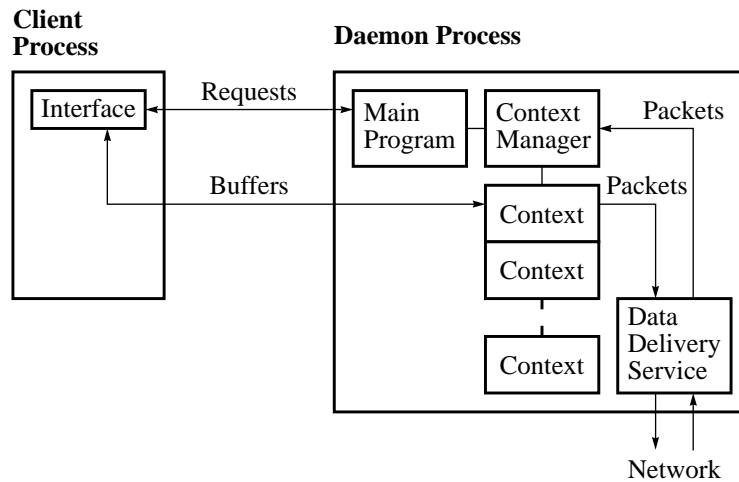 Client
Process
Daemon Process
Interface
Requests
Main
Program
Context
Manager
Packets
Buffers
Packets
Context
Context
Context
Data
Delivery
Service
Network